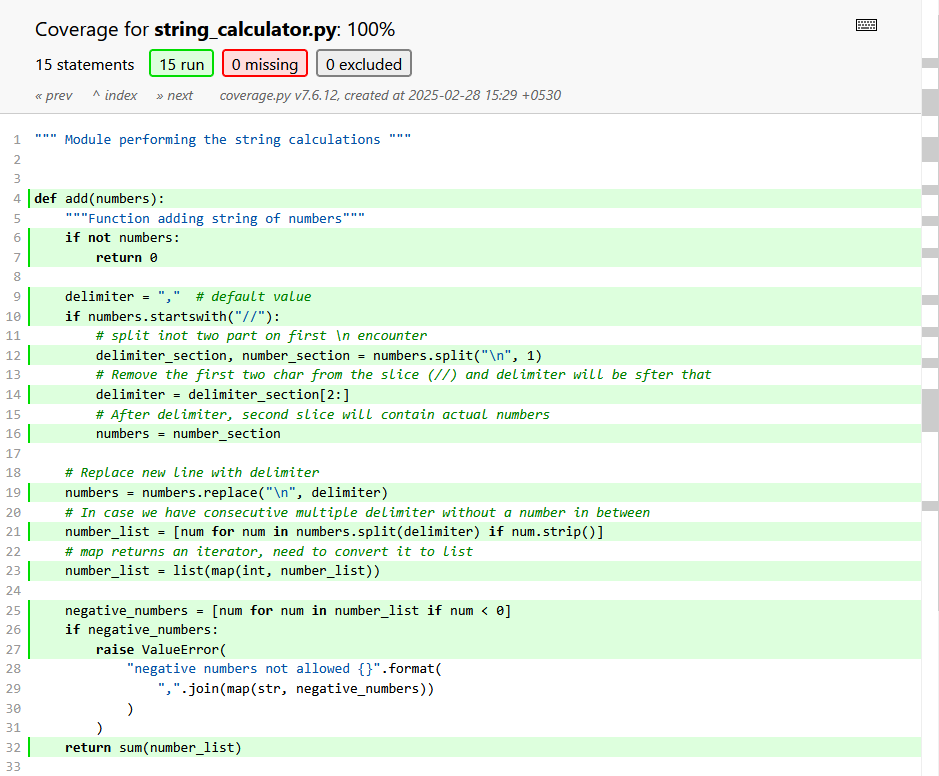 Coverage for string_calculator.py: 100%
15 statements 15 run 0 missing 0 excluded
« prev ^ index » next coverage.py v7.6.12, created at 2025-02-28 15:29 +0530
1 """ Module performing the string calculations """
2
3
4 def add(numbers):
5     """Function adding string of numbers"""
6     if not numbers:
7         return 0
8
9     delimiter = ","  # default value
10     if numbers.startswith("//"):
11         # split inot two part on first \n encounter
12         delimiter_section, number_section = numbers.split("\n", 1)
13         # Remove the first two char from the slice (//) and delimiter will be sfter that
14         delimiter = delimiter_section[2:]
15         # After delimiter, second slice will contain actual numbers
16         numbers = number_section
17
18     # Replace new line with delimiter
19     numbers = numbers.replace("\n", delimiter)
20     # In case we have consecutive multiple delimiter without a number in between
21     number_list = [num for num in numbers.split(delimiter) if num.strip()]
22     # map returns an iterator, need to convert it to list
23     number_list = list(map(int, number_list))
24
25     negative_numbers = [num for num in number_list if num < 0]
26     if negative_numbers:
27         raise ValueError(
28             "negative numbers not allowed {}".format(
29                 ",".join(map(str, negative_numbers))
30             )
31         )
32     return sum(number_list)
33